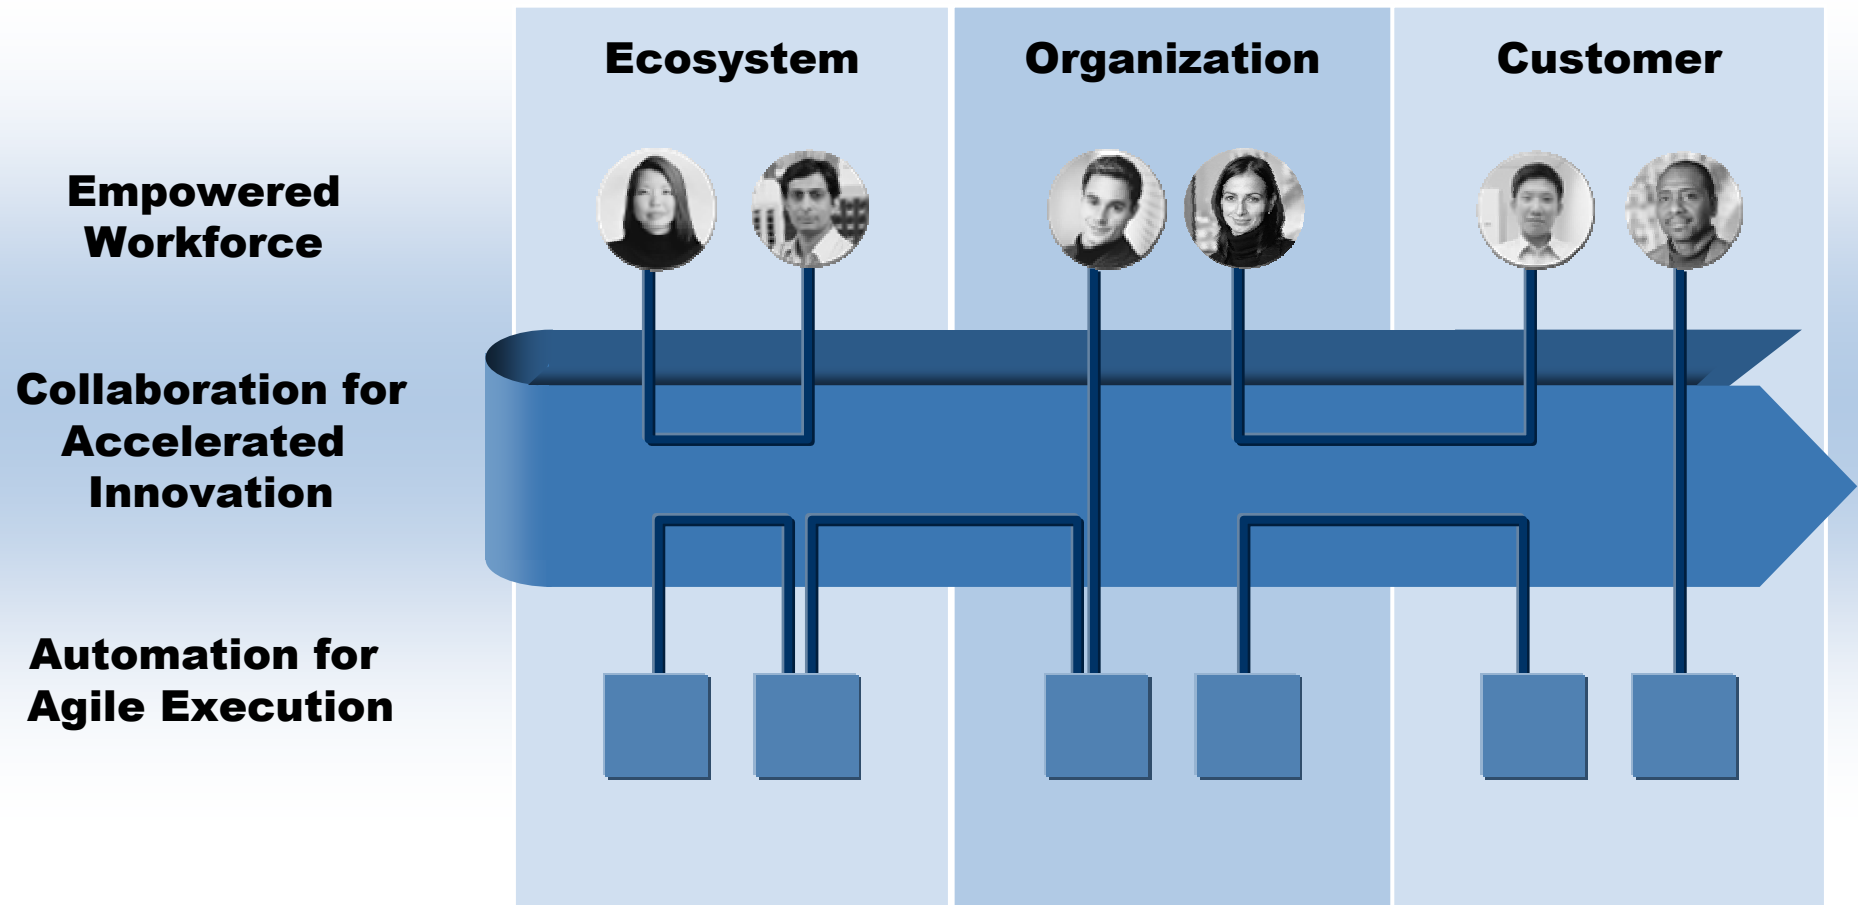 Ecosystem
Organization
Customer
Empowered
Workforce
Collaboration for
Accelerated
Innovation
Automation for
Agile Execution